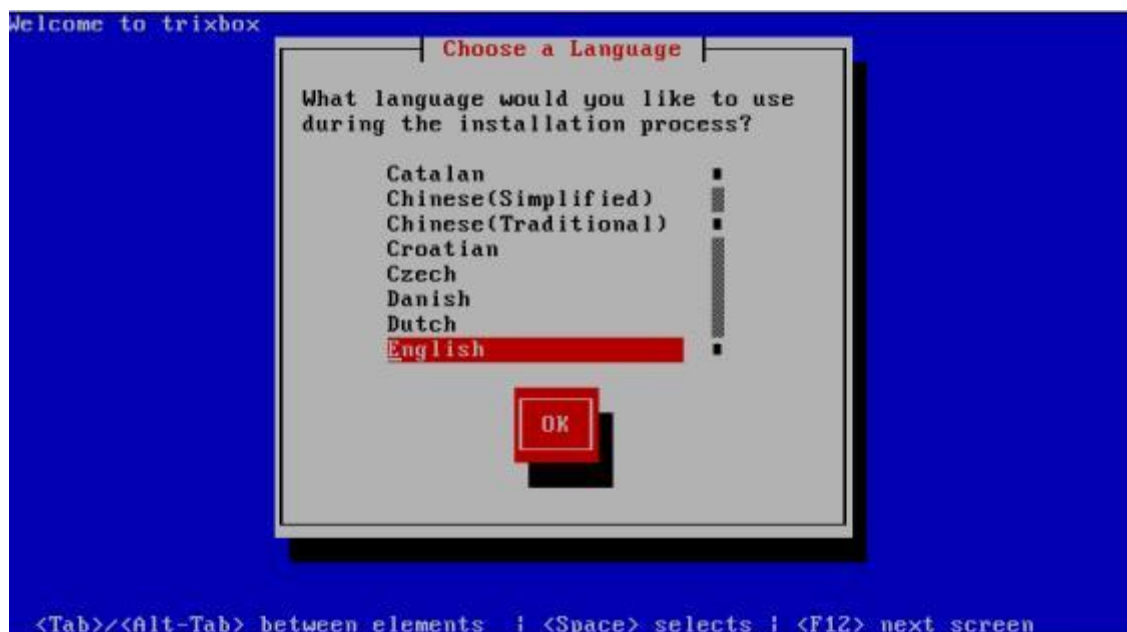 Welcome to trixbox
Choose a Language
What language would you like to use
during the installation process?
Catalan
Chinese(Simplified)
Chinese(Traditional)
Croatian
Czech
Danish
Dutch
English
OK
<Tab>/<Alt-Tab> between elements | <Space> selects | <F12> next screen